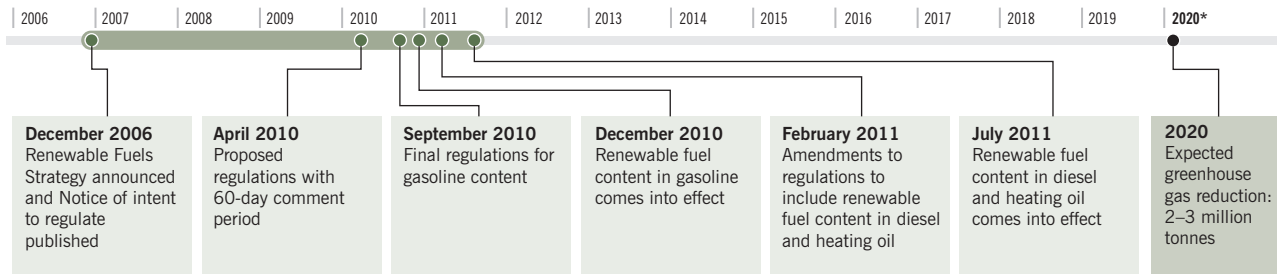 2006 2007 2008 2009 2010 2011 2012 2013 2014 2015 2016 2017 2018 2019 2020*
December 2006
Renewable Fuels
Strategy announced
and Notice of intent
to regulate
published
April 2010
Proposed
regulations with
60-day comment
period
September 2010
Final regulations for
gasoline content
December 2010
Renewable fuel
content in gasoline
comes into effect
February 2011
Amendments to
regulations to
include renewable
fuel content in diesel
and heating oil
July 2011
Renewable fuel
content in diesel
and heating oil
comes into effect
2020
Expected
greenhouse
gas reduction:
2–3 million
tonnes